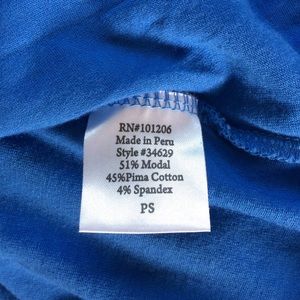 RN#101206
Made in Peru
Style #34629
51% Modal
45%Pima Cotton
4% Spandex
PS